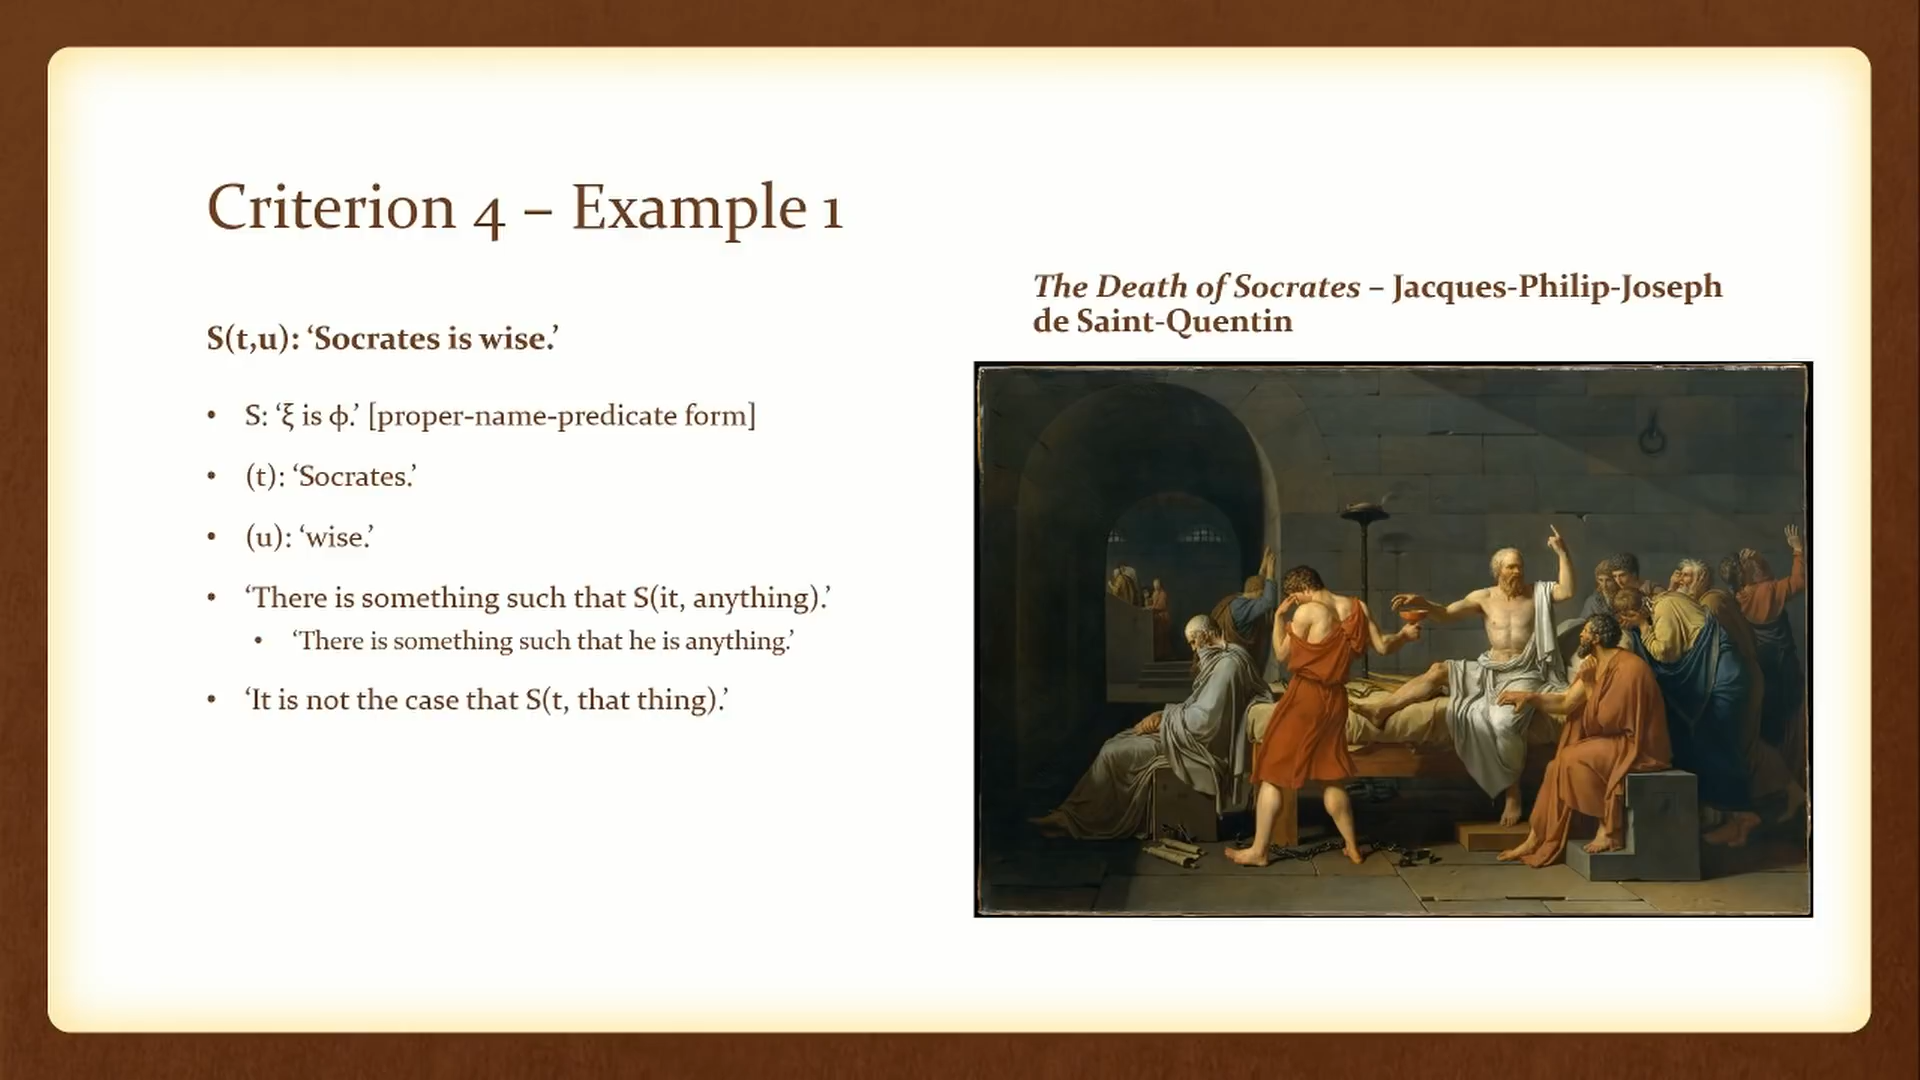 Criterion 4 – Example 1
The Death of Socrates – Jacques-Philip-Joseph
de Saint-Quentin
S(t,u): ‘Socrates is wise.’
• S: ‘ξ is ϕ.’ [proper-name-predicate form]
• (t): ‘Socrates.’
• (u): ‘wise.’
• ‘There is something such that S(it, anything).’
• ‘There is something such that he is anything.’
• ‘It is not the case that S(t, that thing).’